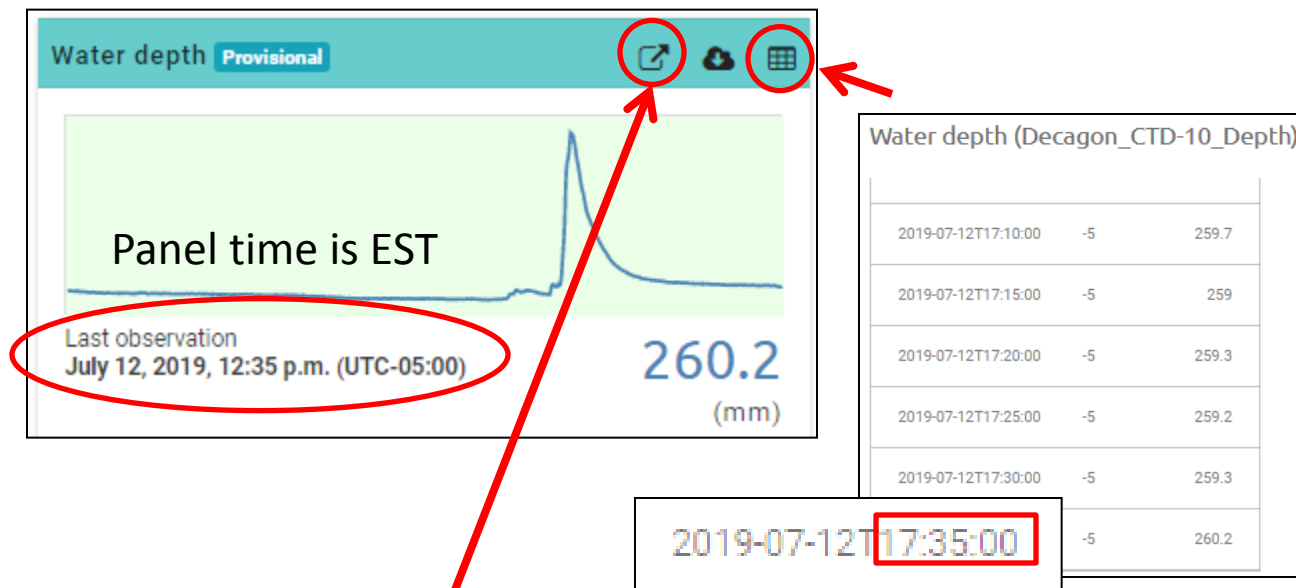 Water depth Provisional
Panel time is EST
Last observation
July 12, 2019, 12:35 p.m. (UTC-05:00)
260.2
(mm)
Water depth (Decagon_CTD-10_Depth)
2019-07-12T17:10:00 -5 259.7
2019-07-12T17:15:00 -5 259
2019-07-12T17:20:00 -5 259.3
2019-07-12T17:25:00 -5 259.2
2019-07-12T17:30:00 -5 259.3
2019-07-12T17:35:00 -5 260.2